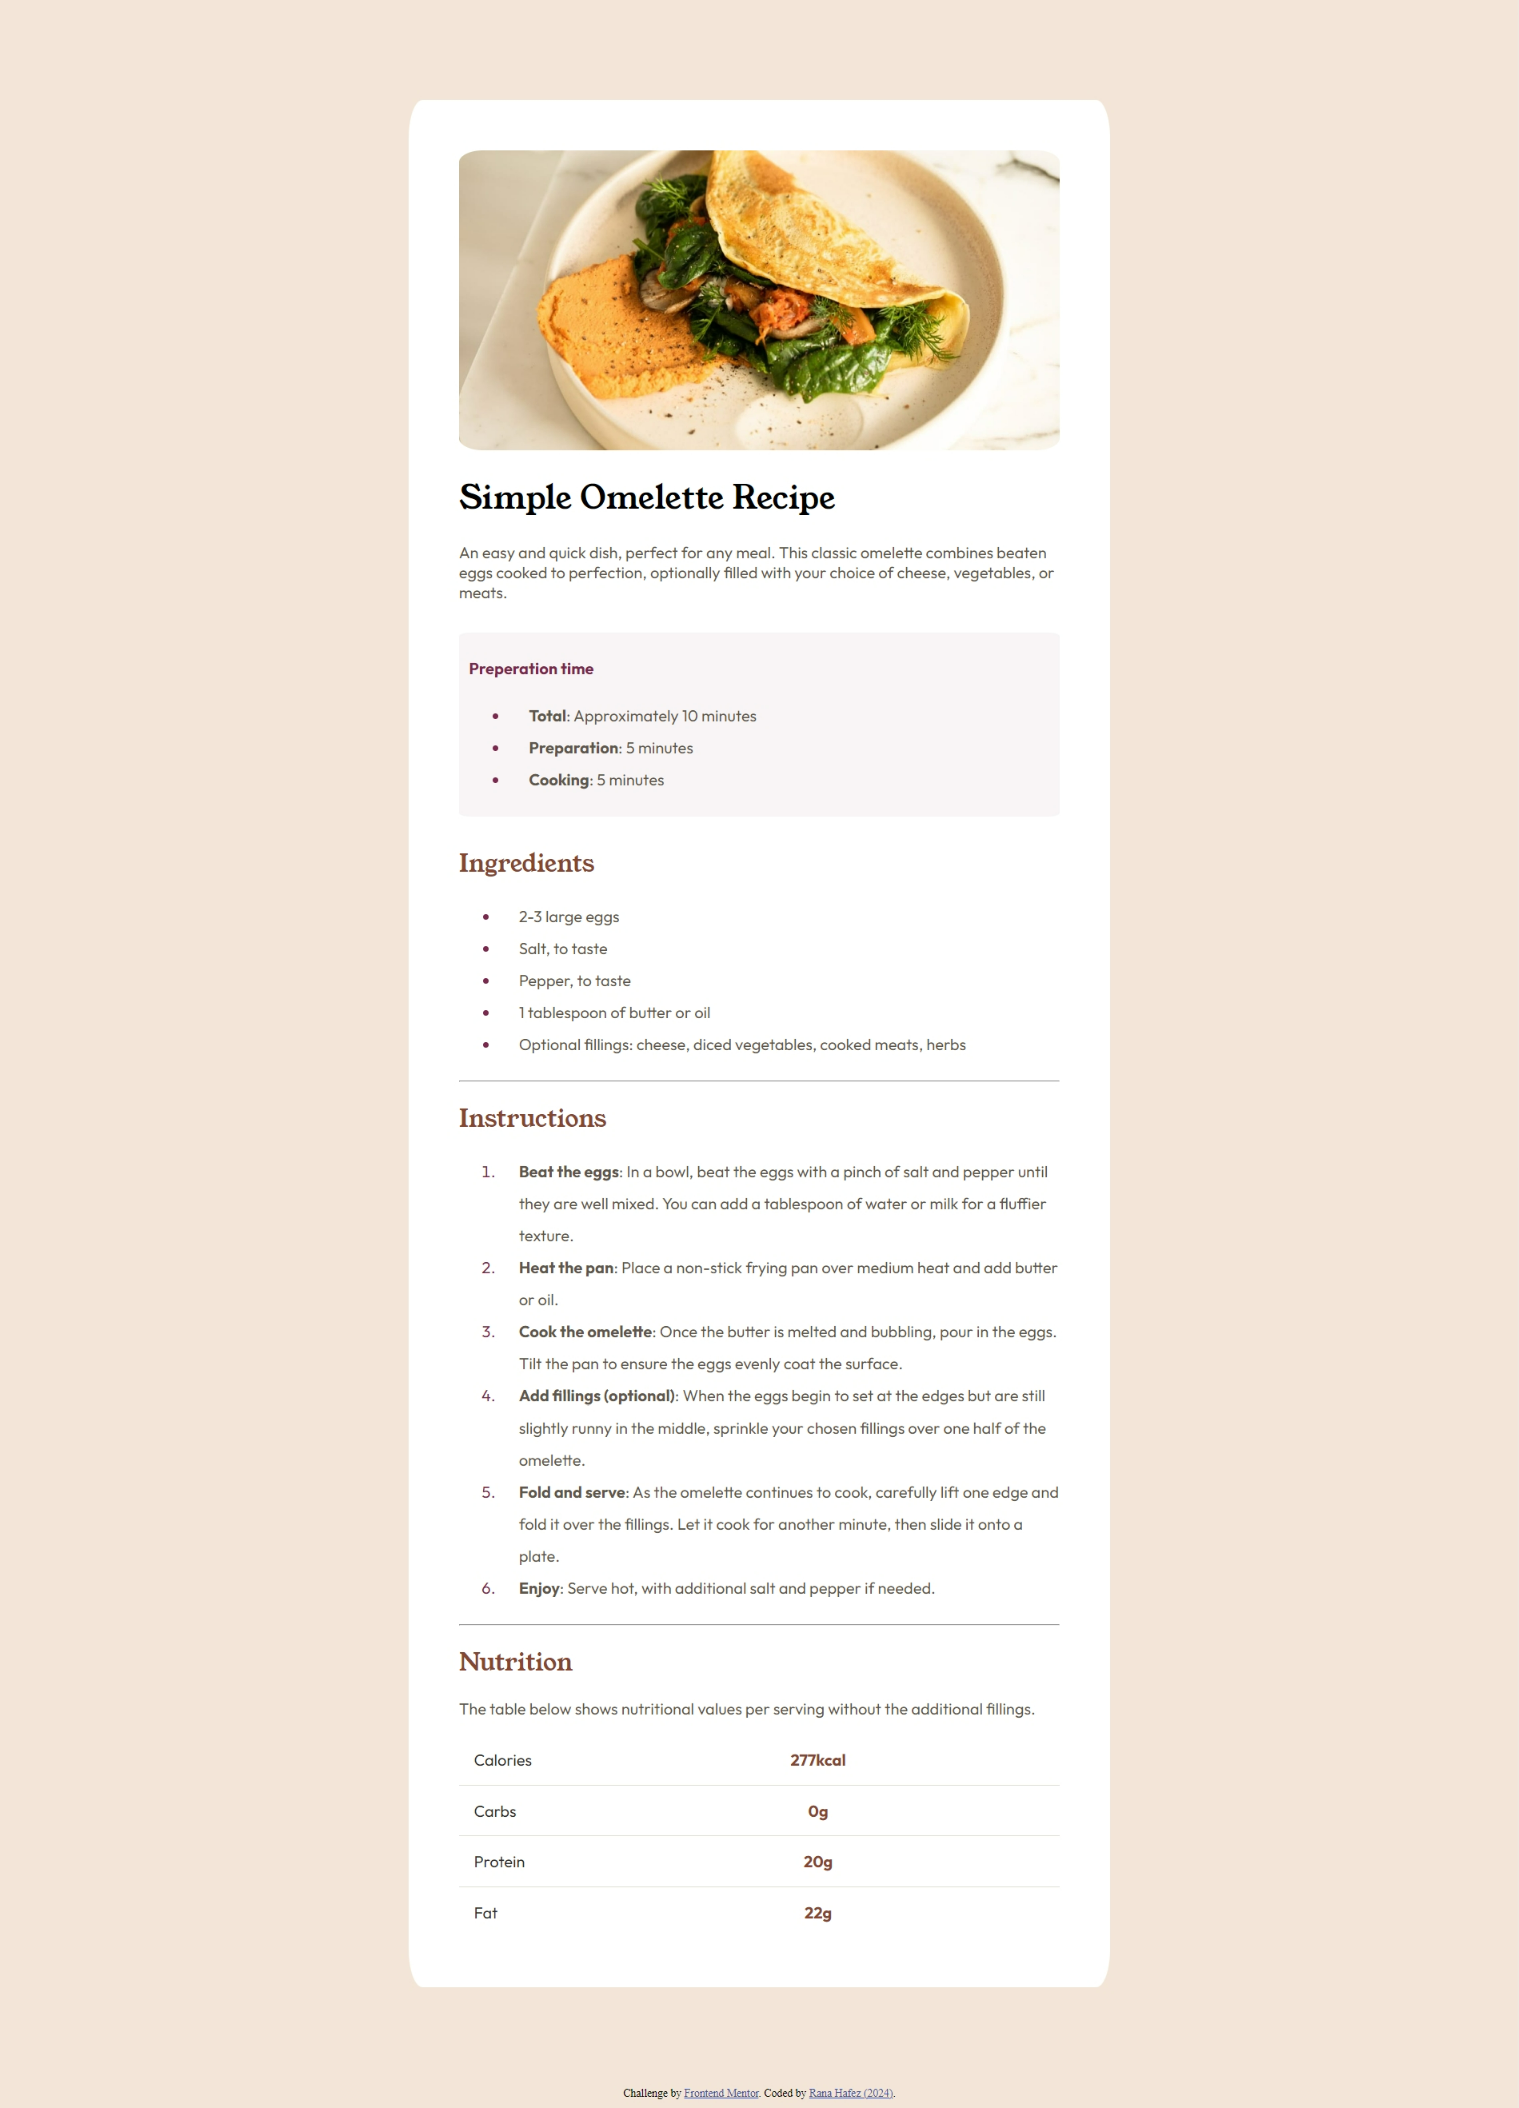 Simple Omelette Recipe
An easy and quick dish, perfect for any meal. This classic omelette combines beaten
eggs cooked to perfection, optionally filled with your choice of cheese, vegetables, or
meats.
Preperation time
• Total: Approximately 10 minutes
• Preparation: 5 minutes
• Cooking: 5 minutes
Ingredients
• 2-3 large eggs
• Salt, to taste
• Pepper, to taste
• 1 tablespoon of butter or oil
• Optional fillings: cheese, diced vegetables, cooked meats, herbs
Instructions
1. Beat the eggs: In a bowl, beat the eggs with a pinch of salt and pepper until
they are well mixed. You can add a tablespoon of water or milk for a fluffier
texture.
2. Heat the pan: Place a non-stick frying pan over medium heat and add butter
or oil.
3. Cook the omelette: Once the butter is melted and bubbling, pour in the eggs.
Tilt the pan to ensure the eggs evenly coat the surface.
4. Add fillings (optional): When the eggs begin to set at the edges but are still
slightly runny in the middle, sprinkle your chosen fillings over one half of the
omelette.
5. Fold and serve: As the omelette continues to cook, carefully lift one edge and
fold it over the fillings. Let it cook for another minute, then slide it onto a
plate.
6. Enjoy: Serve hot, with additional salt and pepper if needed.
Nutrition
The table below shows nutritional values per serving without the additional fillings.
Calories 277kcal
Carbs 0g
Protein 20g
Fat 22g
Challenge by Frontend Mentor. Coded by Rana Hafez (2024).